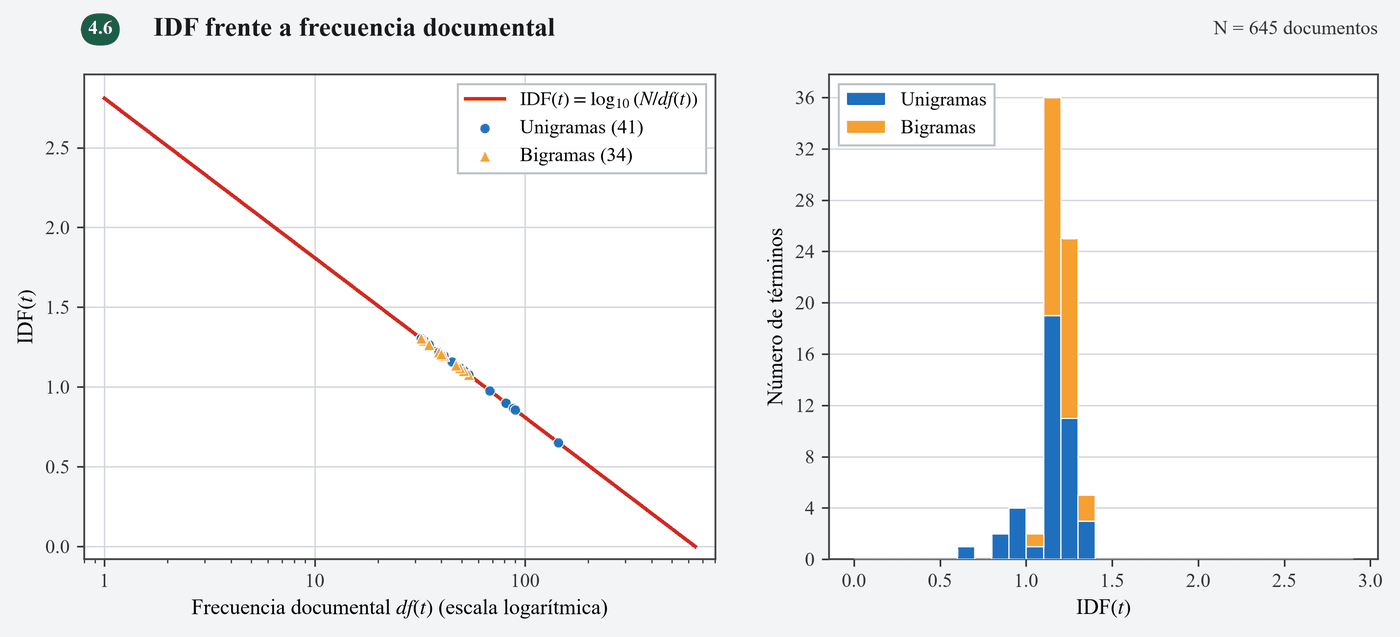 4.6 IDF frente a frecuencia documental
N = 645 documentos
IDF(t) = log₁₀ (N/df(t))
Unigramas (41)
Bigramas (34)
2.5
2.0
1.5
1.0
0.5
0.0
IDF(t)
1 10 100
Frecuencia documental df(t) (escala logarítmica)
Unigramas
Bigramas
36
32
28
24
20
16
12
8
4
0
Número de términos
0.0 0.5 1.0 1.5 2.0 2.5 3.0
IDF(t)